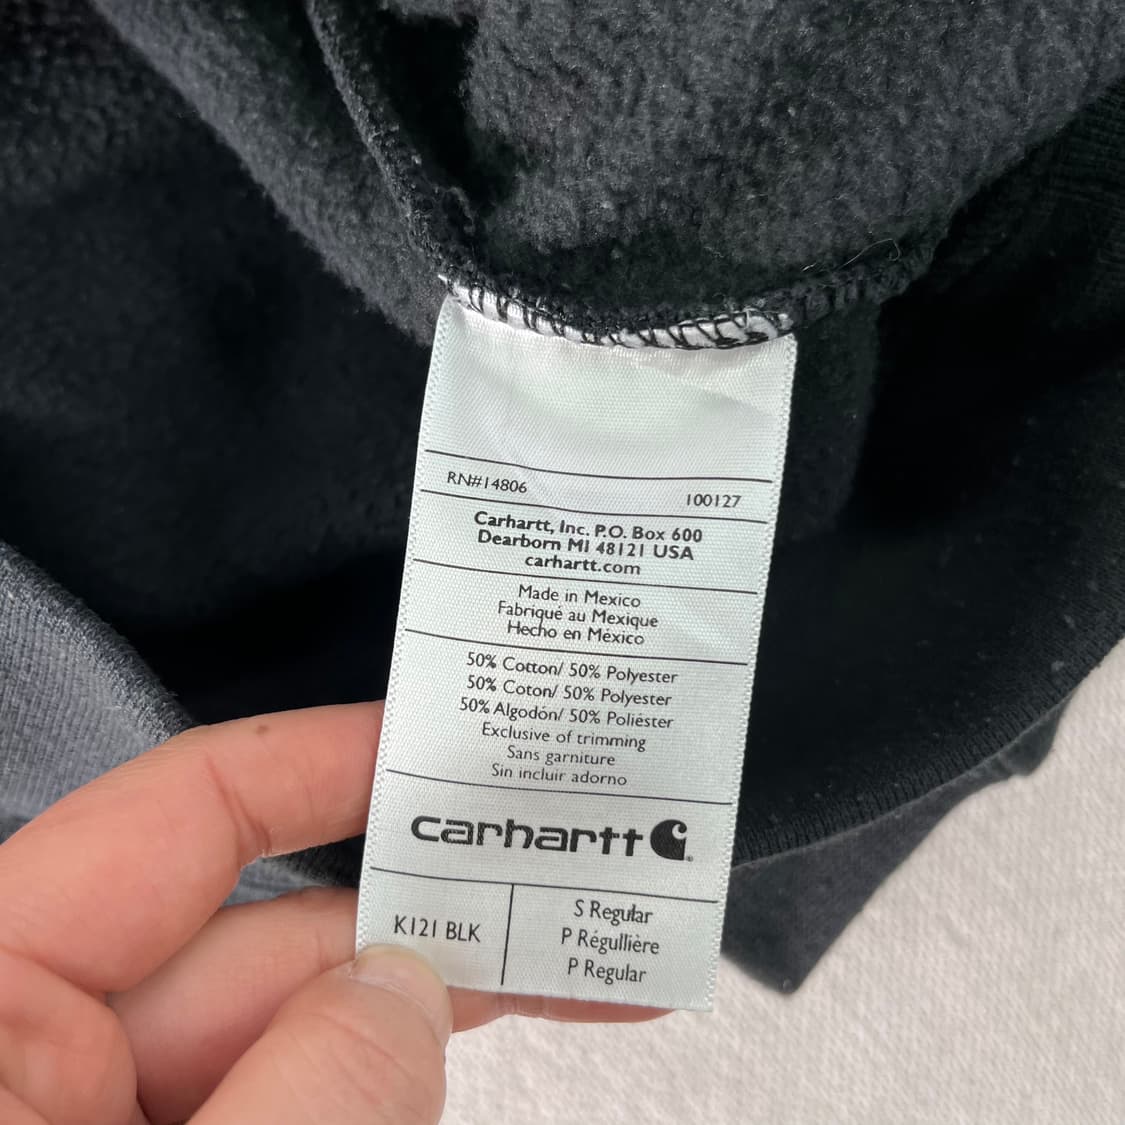 RN#14806 100127
Carhartt, Inc. P.O. Box 600
Dearborn MI 48121 USA
carhartt.com
Made in Mexico
Fabriqué au Mexique
Hecho en México
50% Cotton/ 50% Polyester
50% Coton/ 50% Polyester
50% Algodón/ 50% Poliéster
Exclusive of trimming
Sans garniture
Sin incluir adorno
carhartt
K121 BLK
S Regular
P Régullière
P Regular